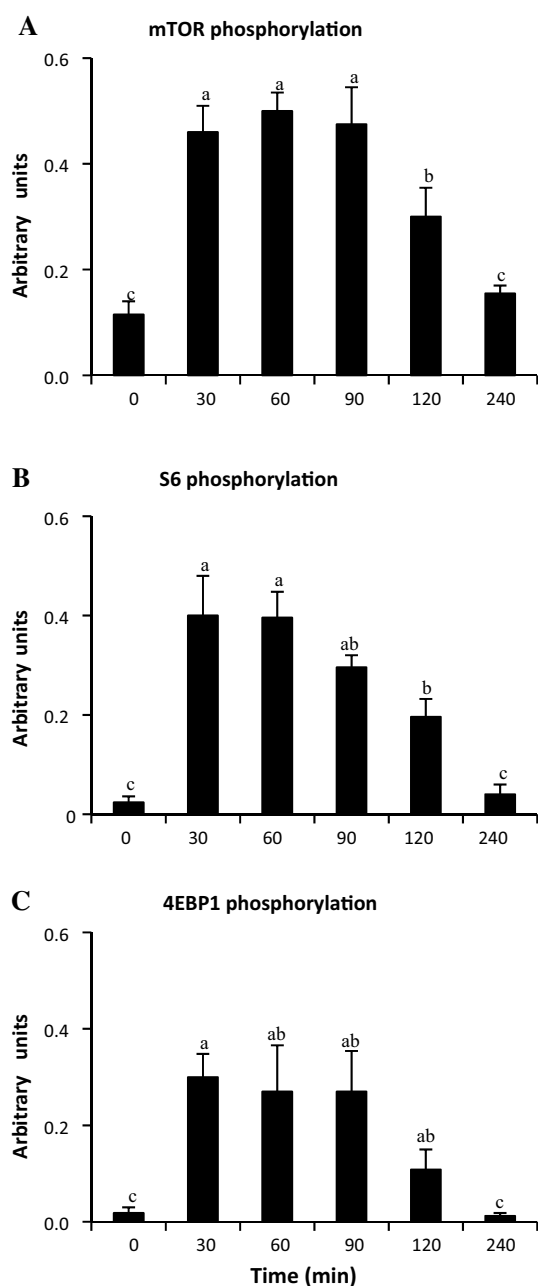 A
mTOR phosphorylation
Arbitrary units
0.6
0.4
0.2
0.0
c
a
a
a
b
c
0 30 60 90 120 240
B
S6 phosphorylation
Arbitrary units
0.6
0.4
0.2
0
c
a
a
ab
b
c
0 30 60 90 120 240
C
4EBP1 phosphorylation
Arbitrary units
0.6
0.4
0.2
0.0
c
a
ab
ab
ab
c
0 30 60 90 120 240
Time (min)